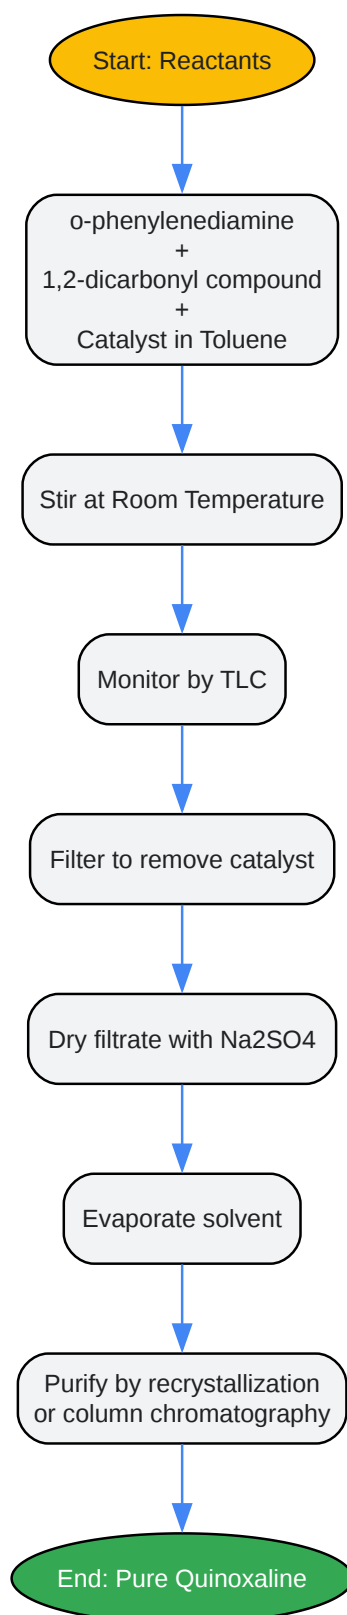 Start: Reactants
o-phenylenediamine
+
1,2-dicarbonyl compound
+
Catalyst in Toluene
Stir at Room Temperature
Monitor by TLC
Filter to remove catalyst
Dry filtrate with Na2SO4
Evaporate solvent
Purify by recrystallization
or column chromatography
End: Pure Quinoxaline